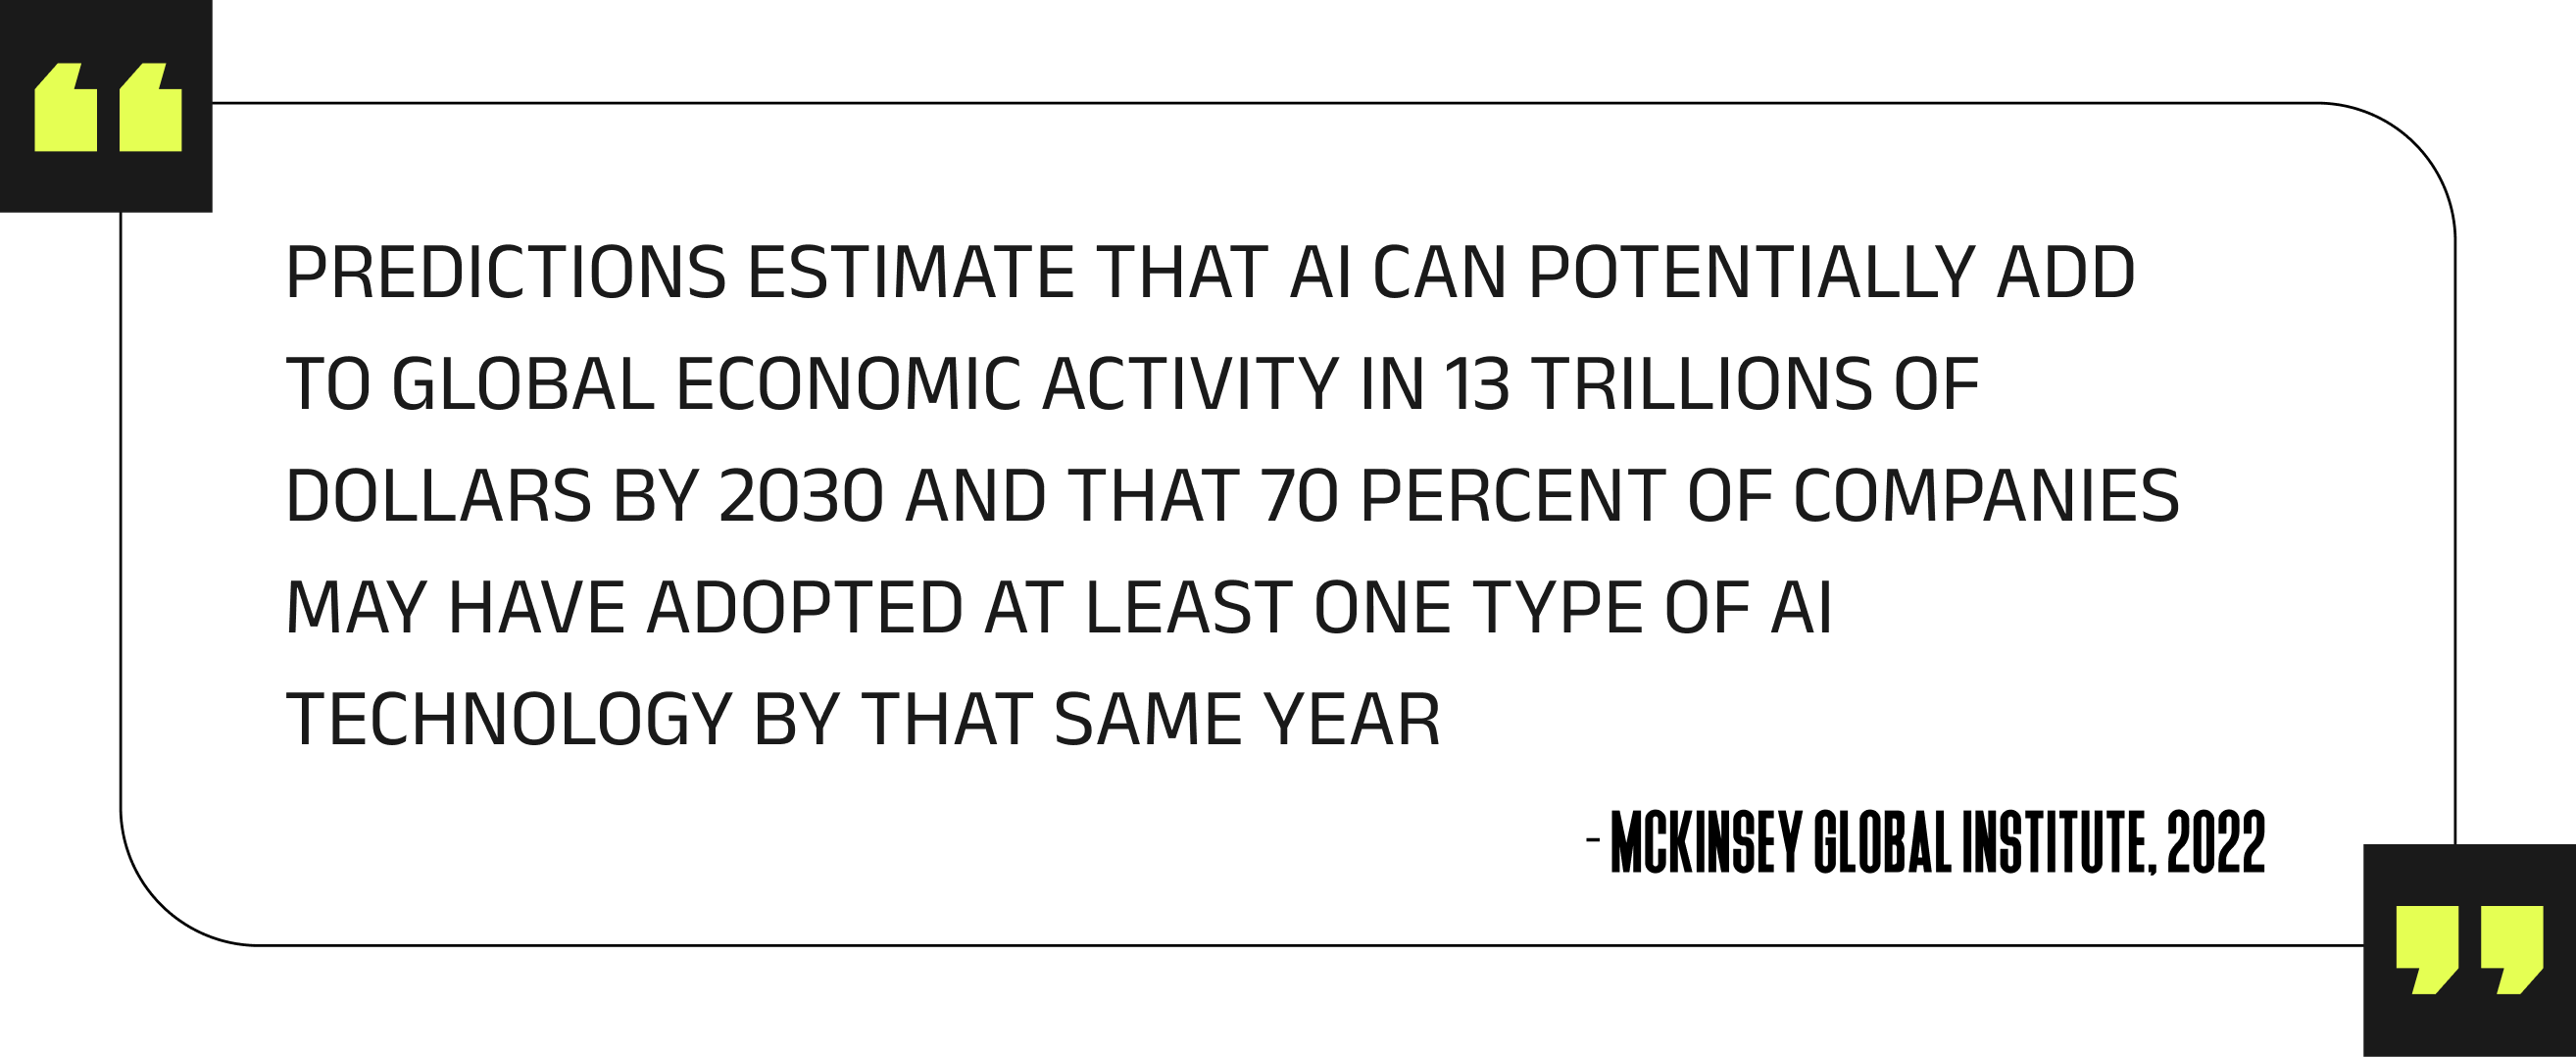 PREDICTIONS ESTIMATE THAT AI CAN POTENTIALLY ADD
TO GLOBAL ECONOMIC ACTIVITY IN 13 TRILLIONS OF
DOLLARS BY 2030 AND THAT 70 PERCENT OF COMPANIES
MAY HAVE ADOPTED AT LEAST ONE TYPE OF AI
TECHNOLOGY BY THAT SAME YEAR
- MCKINSEY GLOBAL INSTITUTE, 2022